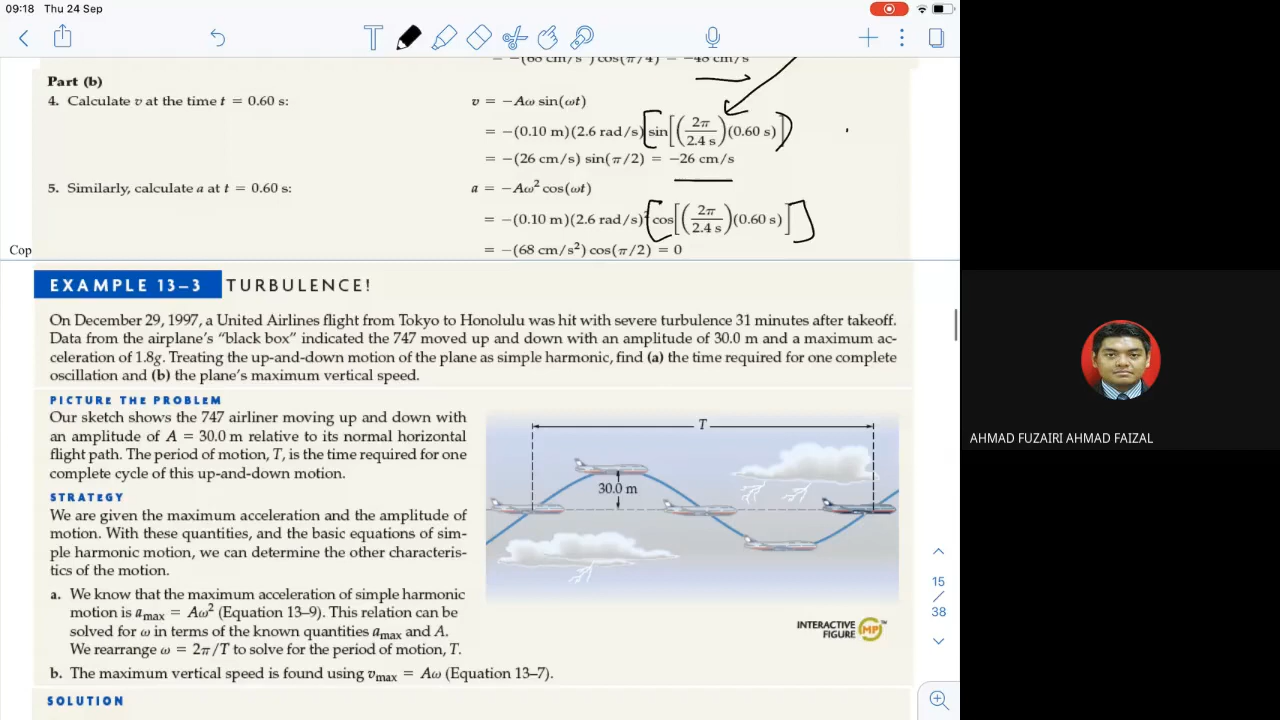 09:18 Thu 24 Sep
= −(68 cm/s²) cos(π/4) = −48 cm/s²
Part (b)
4. Calculate v at the time t = 0.60 s:
v = −Aω sin(ωt)
= −(0.10 m)(2.6 rad/s) sin[(2π/2.4 s)(0.60 s)]
= −(26 cm/s) sin(π/2) = −26 cm/s
5. Similarly, calculate a at t = 0.60 s:
a = −Aω² cos(ωt)
= −(0.10 m)(2.6 rad/s)² cos[(2π/2.4 s)(0.60 s)]
Cop
= −(68 cm/s²) cos(π/2) = 0
EXAMPLE 13–3 TURBULENCE!
On December 29, 1997, a United Airlines flight from Tokyo to Honolulu was hit with severe turbulence 31 minutes after takeoff.
Data from the airplane's "black box" indicated the 747 moved up and down with an amplitude of 30.0 m and a maximum ac-
celeration of 1.8g. Treating the up-and-down motion of the plane as simple harmonic, find (a) the time required for one complete
oscillation and (b) the plane's maximum vertical speed.
PICTURE THE PROBLEM
Our sketch shows the 747 airliner moving up and down with
an amplitude of A = 30.0 m relative to its normal horizontal
flight path. The period of motion, T, is the time required for one
complete cycle of this up-and-down motion.
STRATEGY
We are given the maximum acceleration and the amplitude of
motion. With these quantities, and the basic equations of sim-
ple harmonic motion, we can determine the other characteris-
tics of the motion.
a. We know that the maximum acceleration of simple harmonic
motion is amax = Aω² (Equation 13–9). This relation can be
solved for ω in terms of the known quantities amax and A.
We rearrange ω = 2π/T to solve for the period of motion, T.
b. The maximum vertical speed is found using vmax = Aω (Equation 13–7).
SOLUTION
T
30.0 m
INTERACTIVE
FIGURE
MP™
15
/
38
AHMAD FUZAIRI AHMAD FAIZAL